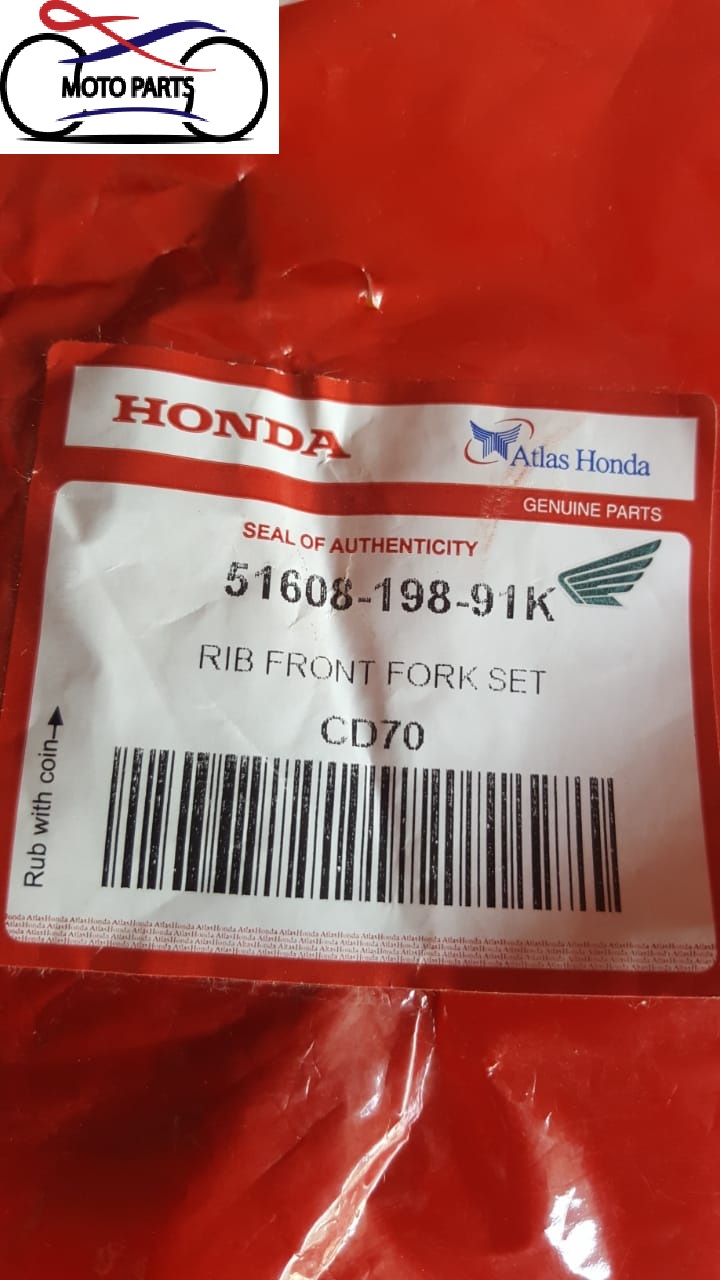 MOTO PARTS
HONDA
Atlas Honda
GENUINE PARTS
SEAL OF AUTHENTICITY
51608-198-91K
RIB FRONT FORK SET
CD70
Rub with coin→